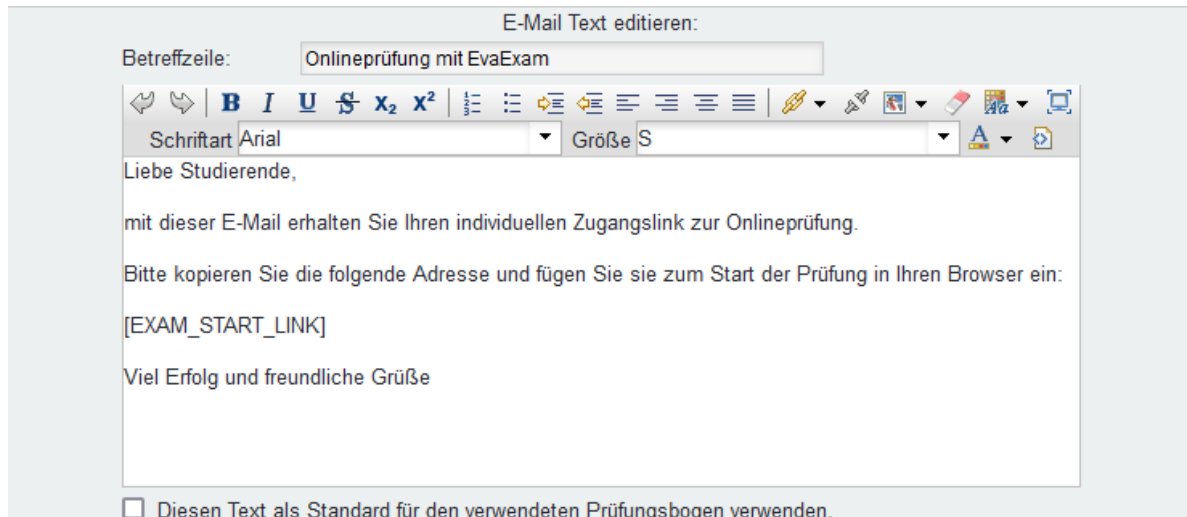 E-Mail Text editieren:
Betreffzeile: Onlineprüfung mit EvaExam
B I U S X₂ X²
Schriftart Arial Größe S A
Liebe Studierende,
mit dieser E-Mail erhalten Sie Ihren individuellen Zugangslink zur Onlineprüfung.
Bitte kopieren Sie die folgende Adresse und fügen Sie sie zum Start der Prüfung in Ihren Browser ein:
[EXAM_START_LINK]
Viel Erfolg und freundliche Grüße
Diesen Text als Standard für den verwendeten Prüfungsbogen verwenden.